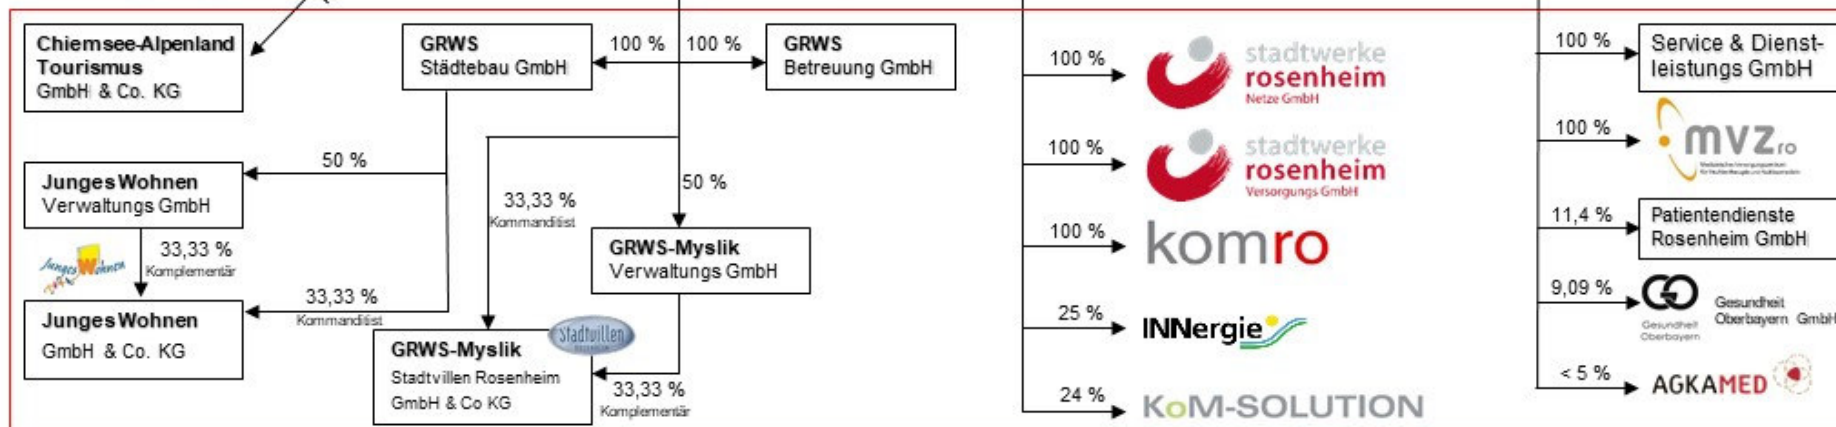 Chiemsee-Alpenland
Tourismus
GmbH & Co. KG
GRWS
Städtebau GmbH
100 %
100 %
GRWS
Betreuung GmbH
50 %
Junges Wohnen
Verwaltungs GmbH
33,33 %
Komplementär
Junges Wohnen
33,33 %
Kommanditist
Junges Wohnen
GmbH & Co. KG
33,33 %
Kommanditist
50 %
GRWS-Myslik
Verwaltungs GmbH
Stadtvillen
GRWS-Myslik
Stadtvillen Rosenheim
GmbH & Co KG
33,33 %
Komplementär
100 %
stadtwerke
rosenheim
Netze GmbH
100 %
stadtwerke
rosenheim
Versorgungs GmbH
100 %
komro
25 %
INNergie
24 %
KoM-SOLUTION
100 %
Service & Dienst-
leistungs GmbH
100 %
mvz.ro
11,4 %
Patientendienste
Rosenheim GmbH
9,09 %
GO
Gesundheit
Oberbayern
Gesundheit
Oberbayern GmbH
< 5 %
AGKAMED